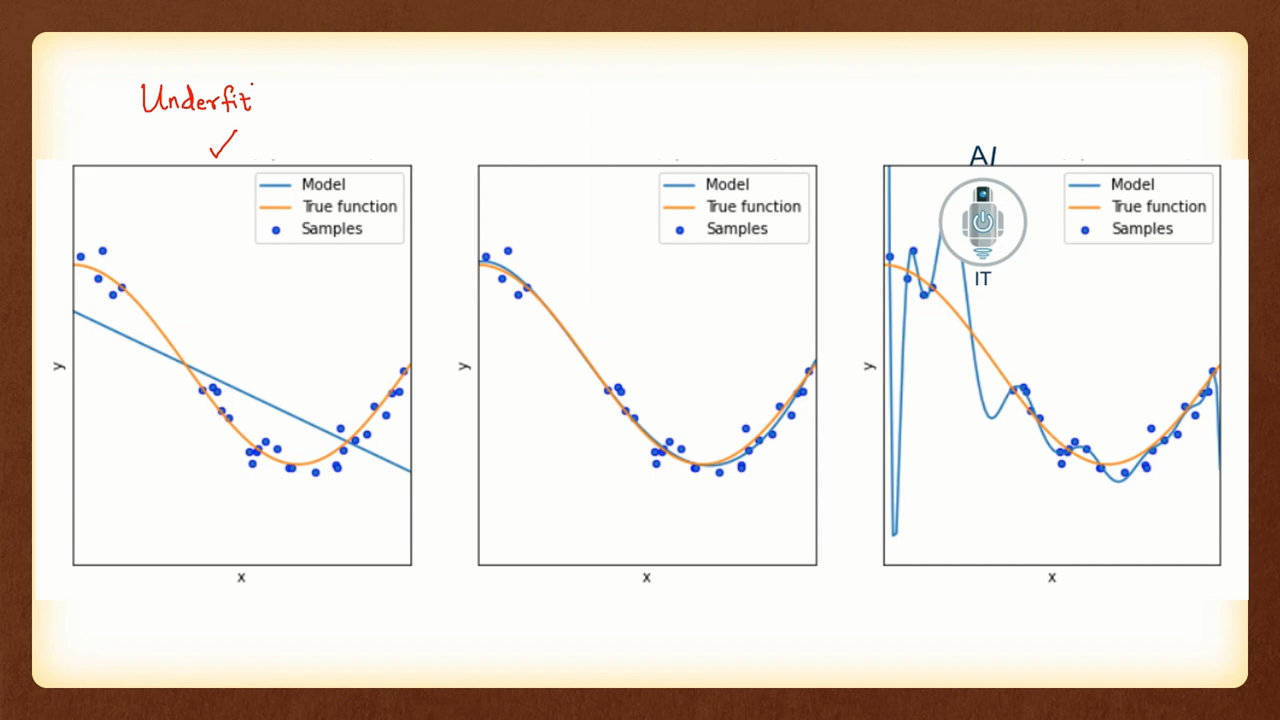 Underfit
AI
IT
Model
True function
Samples
y
x
Model
True function
Samples
y
x
Model
True function
Samples
y
x